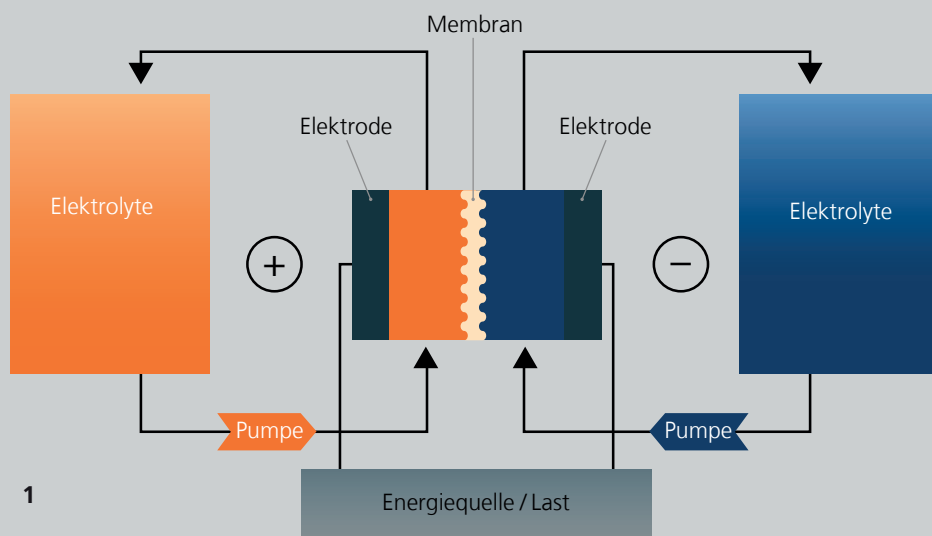 Membran
Elektrode
Elektrode
Elektrolyte
Elektrolyte
+
−
Pumpe
Pumpe
Energiequelle / Last
1